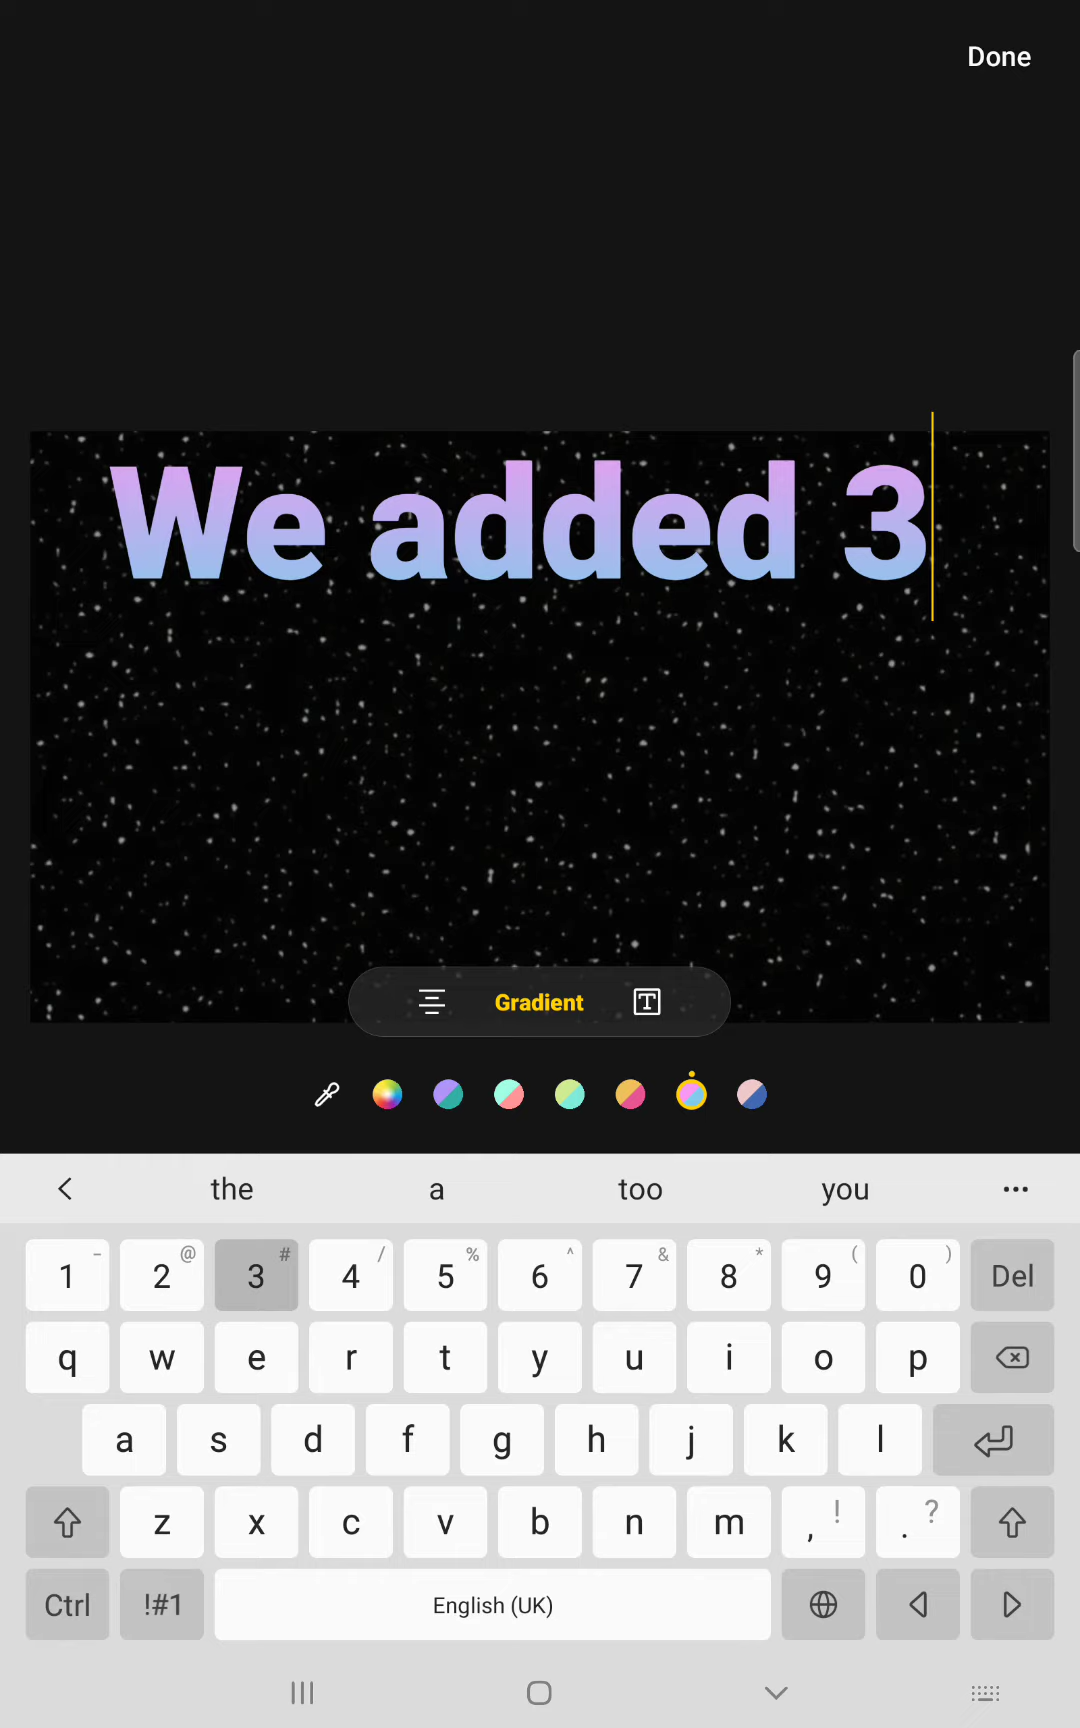 Done
We added 3
Gradient
the a too you ...
1 - 2 @ 3 # 4 / 5 % 6 ^ 7 & 8 * 9 ( 0 ) Del
q w e r t y u i o p
a s d f g h j k l
z x c v b n m , ! . ?
Ctrl !#1 English (UK)